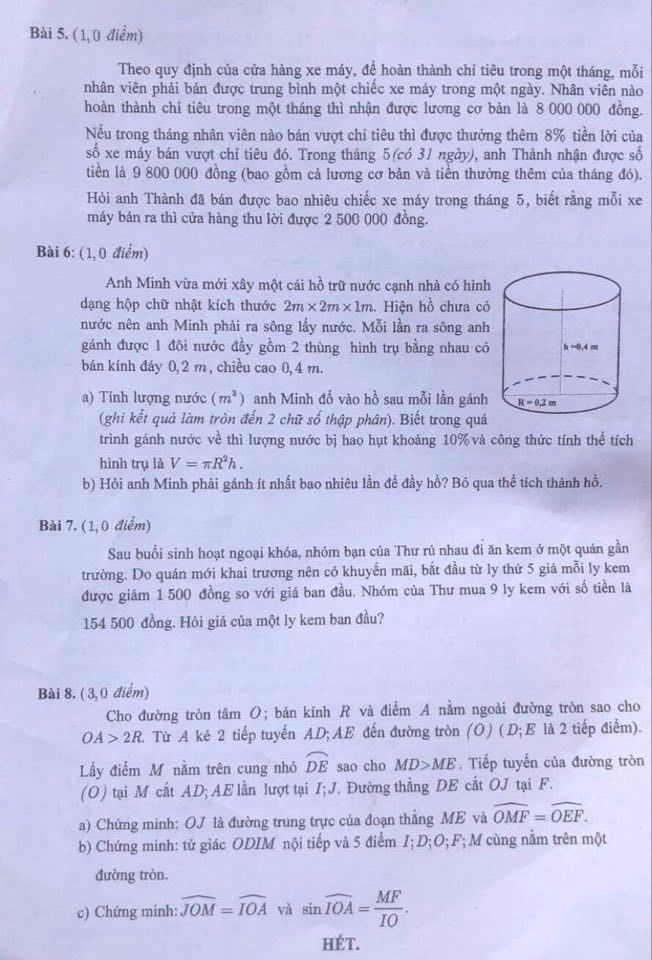 Bài 5. (1,0 điểm)
Theo quy định của cửa hàng xe máy, để hoàn thành chỉ tiêu trong một tháng, mỗi
nhân viên phải bán được trung bình một chiếc xe máy trong một ngày. Nhân viên nào
hoàn thành chỉ tiêu trong một tháng thì nhận được lương cơ bản là 8 000 000 đồng.
Nếu trong tháng nhân viên nào bán vượt chỉ tiêu thì được thưởng thêm 8% tiền lời của
số xe máy bán vượt chỉ tiêu đó. Trong tháng 5(có 31 ngày), anh Thành nhận được số
tiền là 9 800 000 đồng (bao gồm cả lương cơ bản và tiền thưởng thêm của tháng đó).
Hỏi anh Thành đã bán được bao nhiêu chiếc xe máy trong tháng 5, biết rằng mỗi xe
máy bán ra thì cửa hàng thu lời được 2 500 000 đồng.
Bài 6: (1,0 điểm)
Anh Minh vừa mới xây một cái hồ trữ nước cạnh nhà có hình
dạng hộp chữ nhật kích thước 2m×2m×1m. Hiện hồ chưa có
nước nên anh Minh phải ra sông lấy nước. Mỗi lần ra sông anh
gánh được 1 đôi nước đầy gồm 2 thùng hình trụ bằng nhau có
bán kính đáy 0,2 m, chiều cao 0,4 m.
h =0,4 m
R = 0,2 m
a) Tính lượng nước (m³) anh Minh đổ vào hồ sau mỗi lần gánh
(ghi kết quả làm tròn đến 2 chữ số thập phân). Biết trong quá
trình gánh nước về thì lượng nước bị hao hụt khoảng 10% và công thức tính thể tích
hình trụ là V = πR²h.
b) Hỏi anh Minh phải gánh ít nhất bao nhiêu lần để đầy hồ? Bỏ qua thể tích thành hồ.
Bài 7. (1,0 điểm)
Sau buổi sinh hoạt ngoại khóa, nhóm bạn của Thư rủ nhau đi ăn kem ở một quán gần
trường. Do quán mới khai trương nên có khuyến mãi, bắt đầu từ ly thứ 5 giá mỗi ly kem
được giảm 1 500 đồng so với giá ban đầu. Nhóm của Thư mua 9 ly kem với số tiền là
154 500 đồng. Hỏi giá của một ly kem ban đầu?
Bài 8. (3,0 điểm)
Cho đường tròn tâm O; bán kính R và điểm A nằm ngoài đường tròn sao cho
OA > 2R. Từ A kẻ 2 tiếp tuyến AD; AE đến đường tròn (O) (D; E là 2 tiếp điểm).
Lấy điểm M nằm trên cung nhỏ DE sao cho MD>ME. Tiếp tuyến của đường tròn
(O) tại M cắt AD; AE lần lượt tại I; J. Đường thẳng DE cắt OJ tại F.
a) Chứng minh: OJ là đường trung trực của đoạn thẳng ME và OMF = OEF.
b) Chứng minh: tứ giác ODIM nội tiếp và 5 điểm I; D; O; F; M cùng nằm trên một
đường tròn.
c) Chứng minh: JOM = IOA và sin IOA = MF/IO.
HẾT.